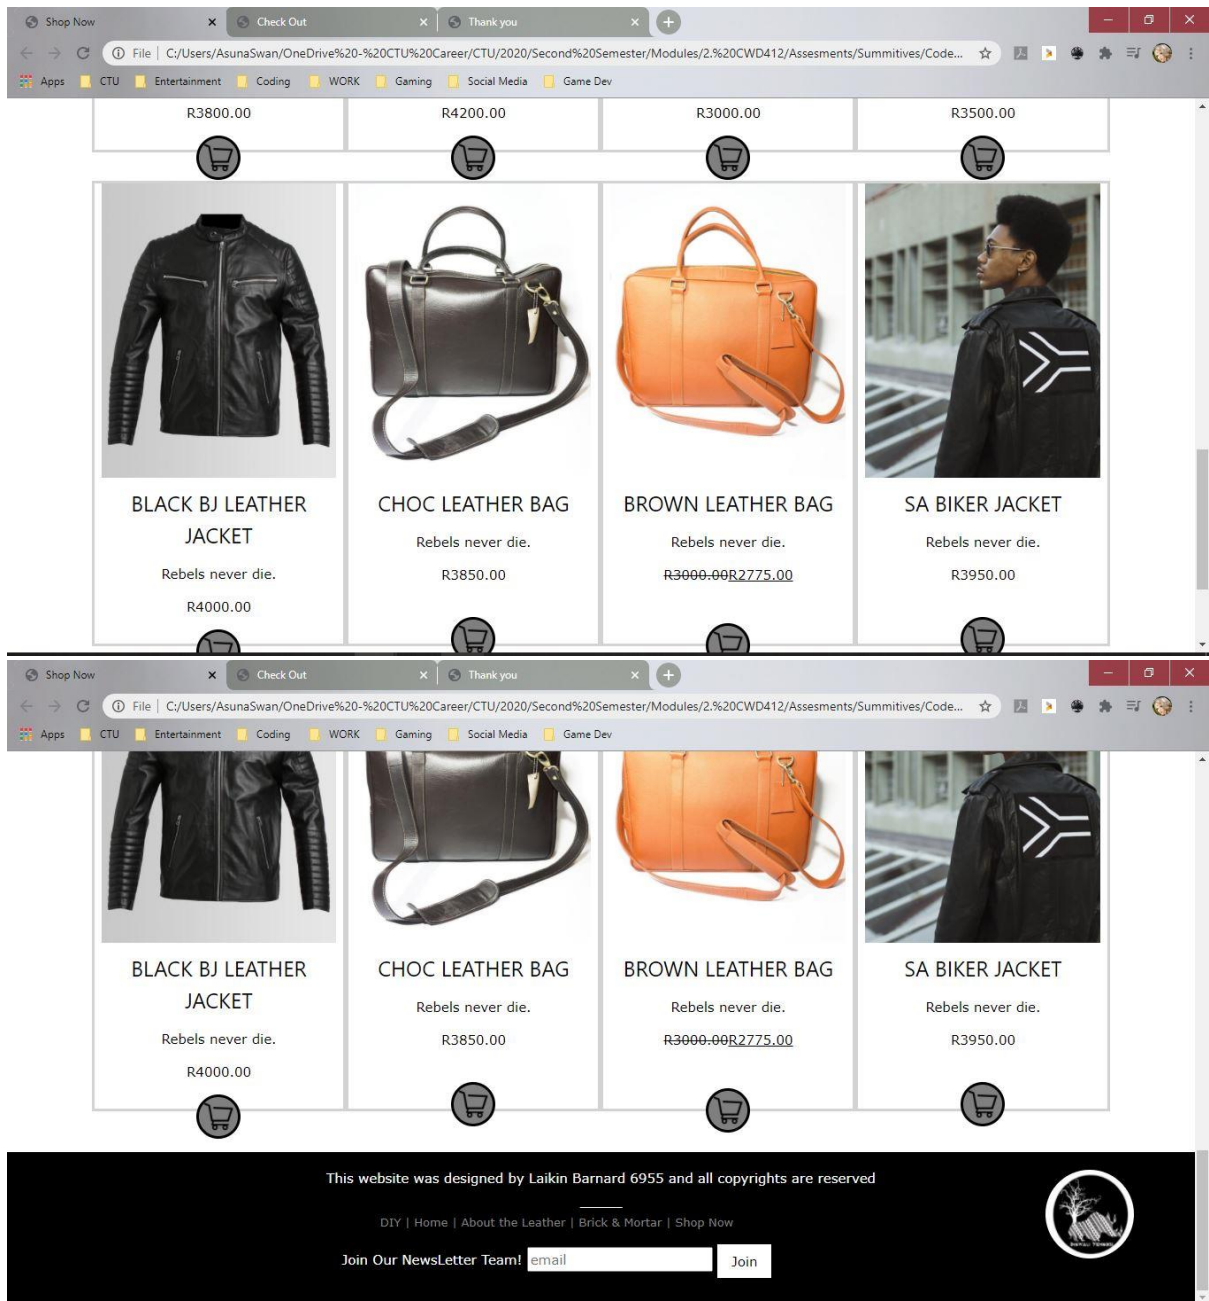 Shop Now Check Out Thank you
File | C:/Users/AsunaSwan/OneDrive%20-%20CTU%20Career/CTU/2020/Second%20Semester/Modules/2.%20CWD412/Assesments/Summitives/Code...
Apps CTU Entertainment Coding WORK Gaming Social Media Game Dev
R3800.00 R4200.00 R3000.00 R3500.00
BLACK BJ LEATHER JACKET
Rebels never die.
R4000.00
CHOC LEATHER BAG
Rebels never die.
R3850.00
BROWN LEATHER BAG
Rebels never die.
R3000.00R2775.00
SA BIKER JACKET
Rebels never die.
R3950.00
Shop Now Check Out Thank you
File | C:/Users/AsunaSwan/OneDrive%20-%20CTU%20Career/CTU/2020/Second%20Semester/Modules/2.%20CWD412/Assesments/Summitives/Code...
Apps CTU Entertainment Coding WORK Gaming Social Media Game Dev
BLACK BJ LEATHER JACKET
Rebels never die.
R4000.00
CHOC LEATHER BAG
Rebels never die.
R3850.00
BROWN LEATHER BAG
Rebels never die.
R3000.00R2775.00
SA BIKER JACKET
Rebels never die.
R3950.00
This website was designed by Laikin Barnard 6955 and all copyrights are reserved
DIY | Home | About the Leather | Brick & Mortar | Shop Now
Join Our NewsLetter Team! email Join